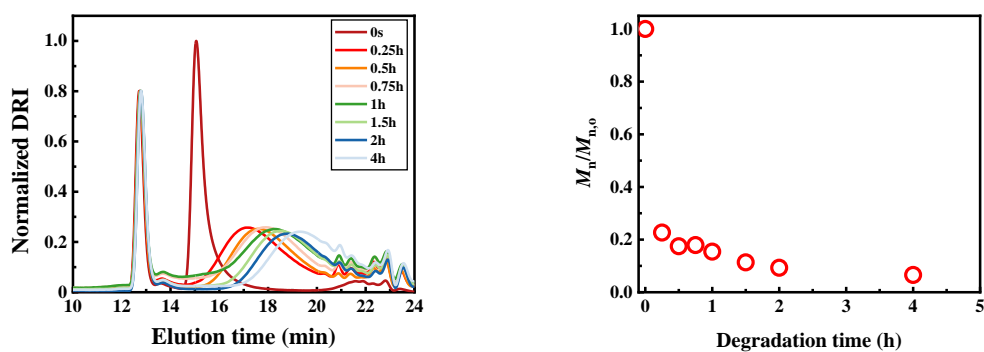 Normalized DRI
1.0
0.8
0.6
0.4
0.2
0
10
12
14
16
18
20
22
24
Elution time (min)
0s
0.25h
0.5h
0.75h
1h
1.5h
2h
4h
Mn/Mn,o
1.0
0.8
0.6
0.4
0.2
0.0
0
1
2
3
4
5
Degradation time (h)